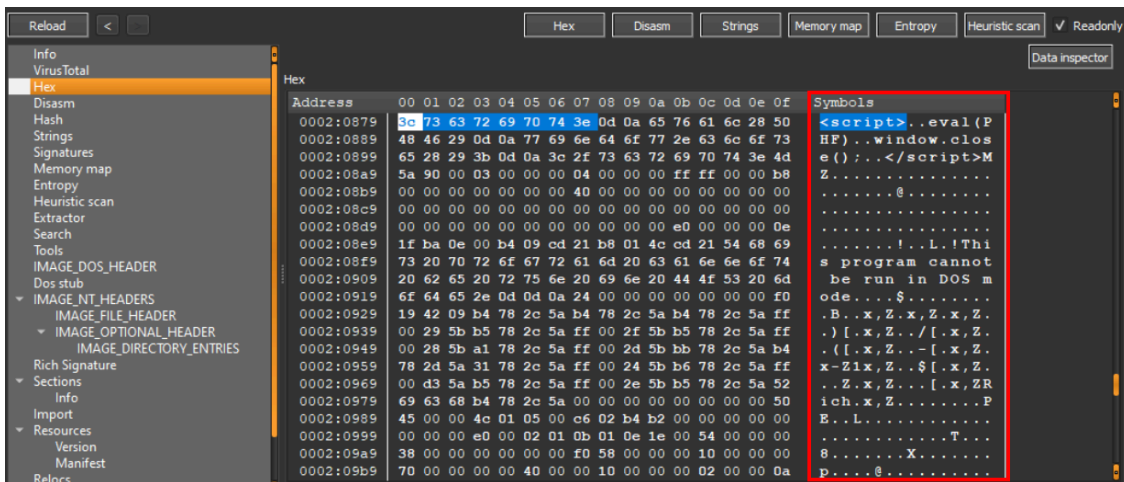 Reload < > Hex Disasm Strings Memory map Entropy Heuristic scan ✓ Readonly
Data inspector
Info
VirusTotal
Hex
Disasm
Hash
Strings
Signatures
Memory map
Entropy
Heuristic scan
Extractor
Search
Tools
IMAGE_DOS_HEADER
Dos stub
IMAGE_NT_HEADERS
IMAGE_FILE_HEADER
IMAGE_OPTIONAL_HEADER
IMAGE_DIRECTORY_ENTRIES
Rich Signature
Sections
Info
Import
Resources
Version
Manifest
Relocs
Hex
Address 00 01 02 03 04 05 06 07 08 09 0a 0b 0c 0d 0e 0f Symbols
0002:0879 3c 73 63 72 69 70 74 3e 0d 0a 65 76 61 6c 28 50 <script>..eval(P
0002:0889 48 46 29 0d 0a 77 69 6e 64 6f 77 2e 63 6c 6f 73 HF)..window.clos
0002:0899 65 28 29 3b 0d 0a 3c 2f 73 63 72 69 70 74 3e 4d e();..</script>M
0002:08a9 5a 90 00 03 00 00 00 04 00 00 00 ff ff 00 00 b8 Z...............
0002:08b9 00 00 00 00 00 00 00 40 00 00 00 00 00 00 00 00 .......@........
0002:08c9 00 00 00 00 00 00 00 00 00 00 00 00 00 00 00 00 ................
0002:08d9 00 00 00 00 00 00 00 00 00 00 00 e0 00 00 00 0e ................
0002:08e9 1f ba 0e 00 b4 09 cd 21 b8 01 4c cd 21 54 68 69 .......!..L.!Thi
0002:08f9 73 20 70 72 6f 67 72 61 6d 20 63 61 6e 6e 6f 74 s program cannot
0002:0909 20 62 65 20 72 75 6e 20 69 6e 20 44 4f 53 20 6d be run in DOS m
0002:0919 6f 64 65 2e 0d 0d 0a 24 00 00 00 00 00 00 00 f0 ode....$........
0002:0929 19 42 09 b4 78 2c 5a b4 78 2c 5a b4 78 2c 5a ff .B..x,Z.x,Z.x,Z.
0002:0939 00 29 5b b5 78 2c 5a ff 00 2f 5b b5 78 2c 5a ff .)[.x,Z../[.x,Z.
0002:0949 00 28 5b a1 78 2c 5a ff 00 2d 5b bb 78 2c 5a b4 .([.x,Z..-[.x,Z.
0002:0959 78 2d 5a 31 78 2c 5a ff 00 24 5b b6 78 2c 5a ff x-Z1x,Z..$[.x,Z.
0002:0969 00 d3 5a b5 78 2c 5a ff 00 2e 5b b5 78 2c 5a 52 ..Z.x,Z...[.x,ZR
0002:0979 69 63 68 b4 78 2c 5a 00 00 00 00 00 00 00 00 50 ich.x,Z........P
0002:0989 45 00 00 4c 01 05 00 c6 02 b4 b2 00 00 00 00 00 E..L............
0002:0999 00 00 00 e0 00 02 01 0b 01 0e 1e 00 54 00 00 00 ............T...
0002:09a9 38 00 00 00 00 00 00 f0 58 00 00 00 10 00 00 00 8.......X.......
0002:09b9 70 00 00 00 00 40 00 00 10 00 00 00 02 00 00 0a p....@..........